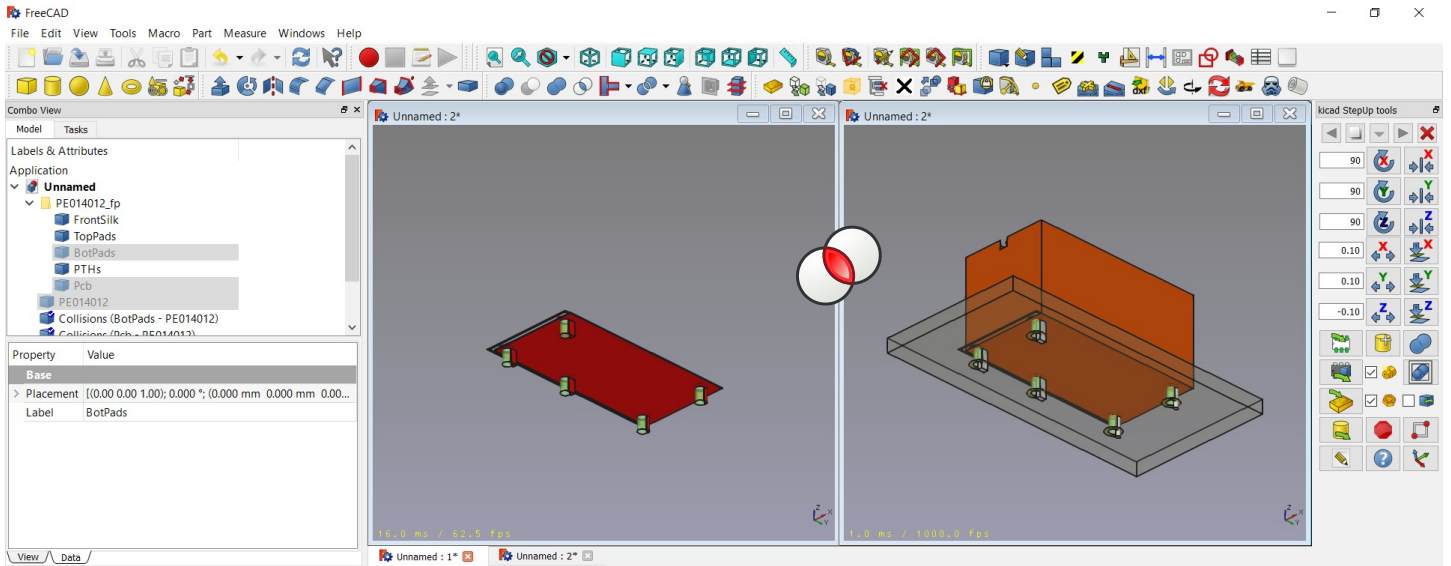 FreeCAD
File Edit View Tools Macro Part Measure Windows Help
Combo View
Model Tasks
Labels & Attributes
Application
Unnamed
PE014012_fp
FrontSilk
TopPads
BotPads
PTHs
Pcb
PE014012
Collisions (BotPads - PE014012)
Collisions (Pcb - PE014012)
Property Value
Base
Placement [(0.00 0.00 1.00); 0.000 °; (0.000 mm 0.000 mm 0.00...
Label BotPads
View Data
Unnamed : 2*
16.0 ms / 62.5 fps
Z
X
Y
Unnamed : 2*
1.0 ms / 1000.0 fps
Z
X
Y
Unnamed : 1* Unnamed : 2*
kicad StepUp tools
90 X X
90 Y Y
90 Z Z
0.10 X X
0.10 Y Y
-0.10 Z Z